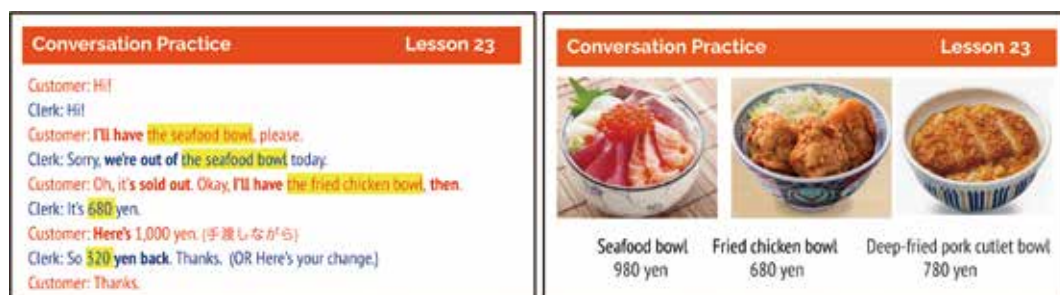 Conversation Practice Lesson 23
Customer: Hi!
Clerk: Hi!
Customer: I'll have the seafood bowl, please.
Clerk: Sorry, we're out of the seafood bowl today.
Customer: Oh, it's sold out. Okay, I'll have the fried chicken bowl, then.
Clerk: It's 680 yen.
Customer: Here's 1,000 yen. (手渡しながら)
Clerk: So 320 yen back. Thanks. (OR Here's your change.)
Customer: Thanks.
Conversation Practice Lesson 23
Seafood bowl Fried chicken bowl Deep-fried pork cutlet bowl
980 yen 680 yen 780 yen